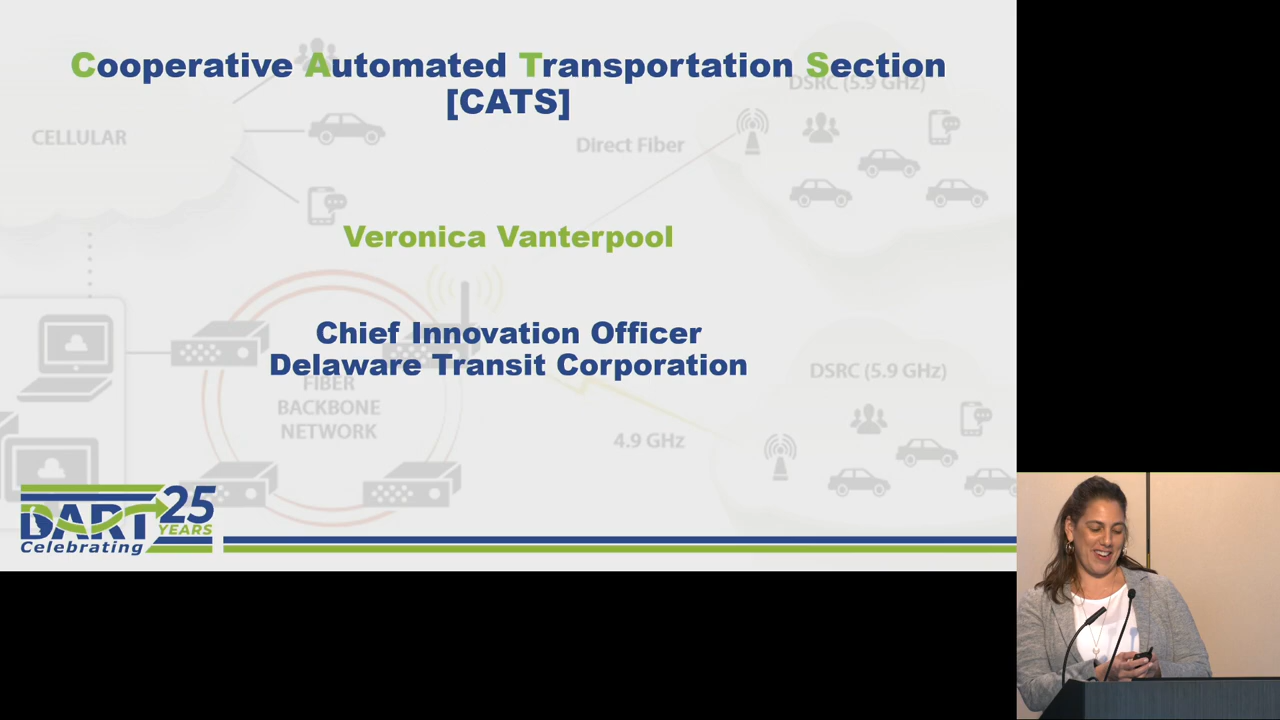 Cooperative Automated Transportation Section
[CATS]
DSRC (5.9 GHz)
CELLULAR
Direct Fiber
Veronica Vanterpool
Chief Innovation Officer
Delaware Transit Corporation
DSRC (5.9 GHz)
FIBER
BACKBONE
NETWORK
4.9 GHz
DART 25
YEARS
Celebrating